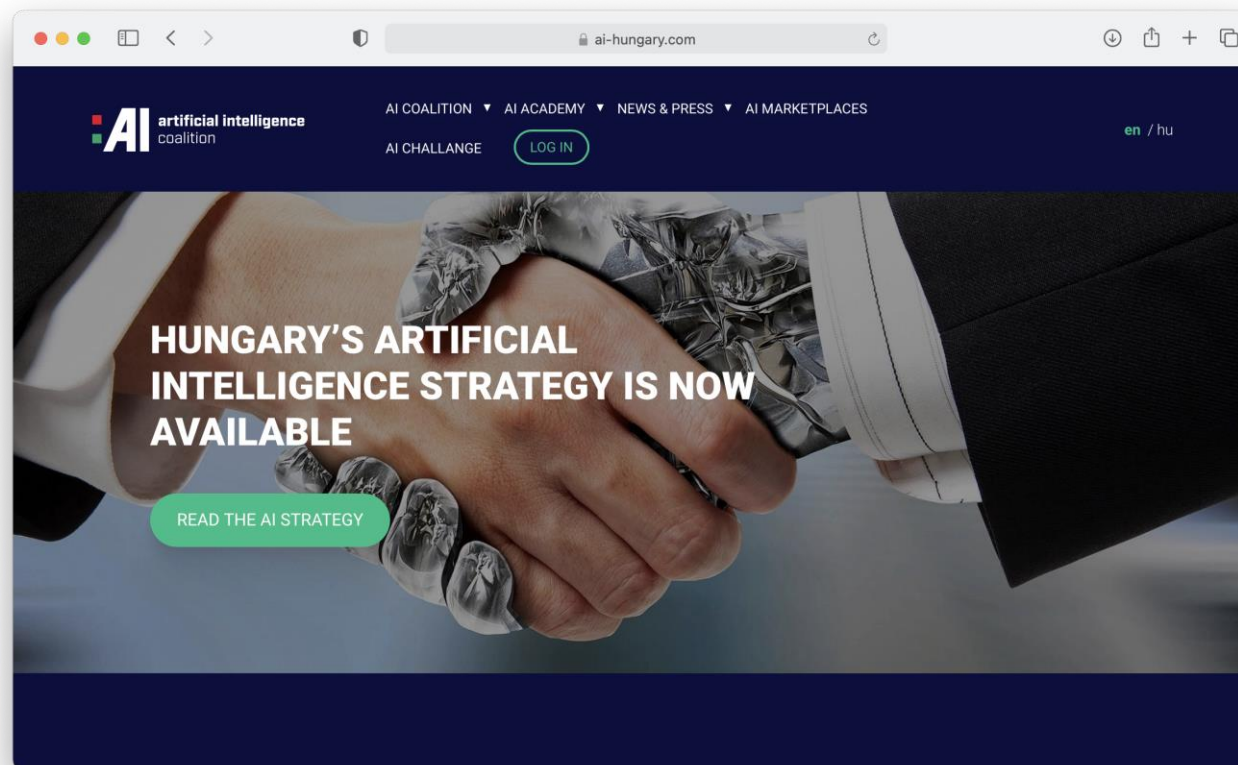 ai-hungary.com
AI artificial intelligence
coalition
AI COALITION ▼ AI ACADEMY ▼ NEWS & PRESS ▼ AI MARKETPLACES
AI CHALLANGE LOG IN
en / hu
HUNGARY’S ARTIFICIAL
INTELLIGENCE STRATEGY IS NOW
AVAILABLE
READ THE AI STRATEGY